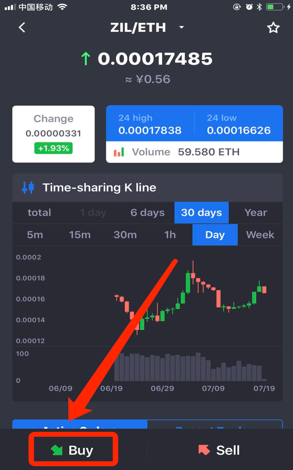 中国移动 8:36 PM
ZIL/ETH
↑ 0.00017485
≈ ¥0.56
Change
0.00000331
+1.93%
24 high
0.00017838
24 low
0.00016626
Volume 59.580 ETH
Time-sharing K line
total 1 day 6 days 30 days Year
5m 15m 30m 1h Day Week
0.0002
0.00018
0.00016
0.00014
0.00012
100
0
06/09 06/19 06/29 07/09 07/19
Buy Sell